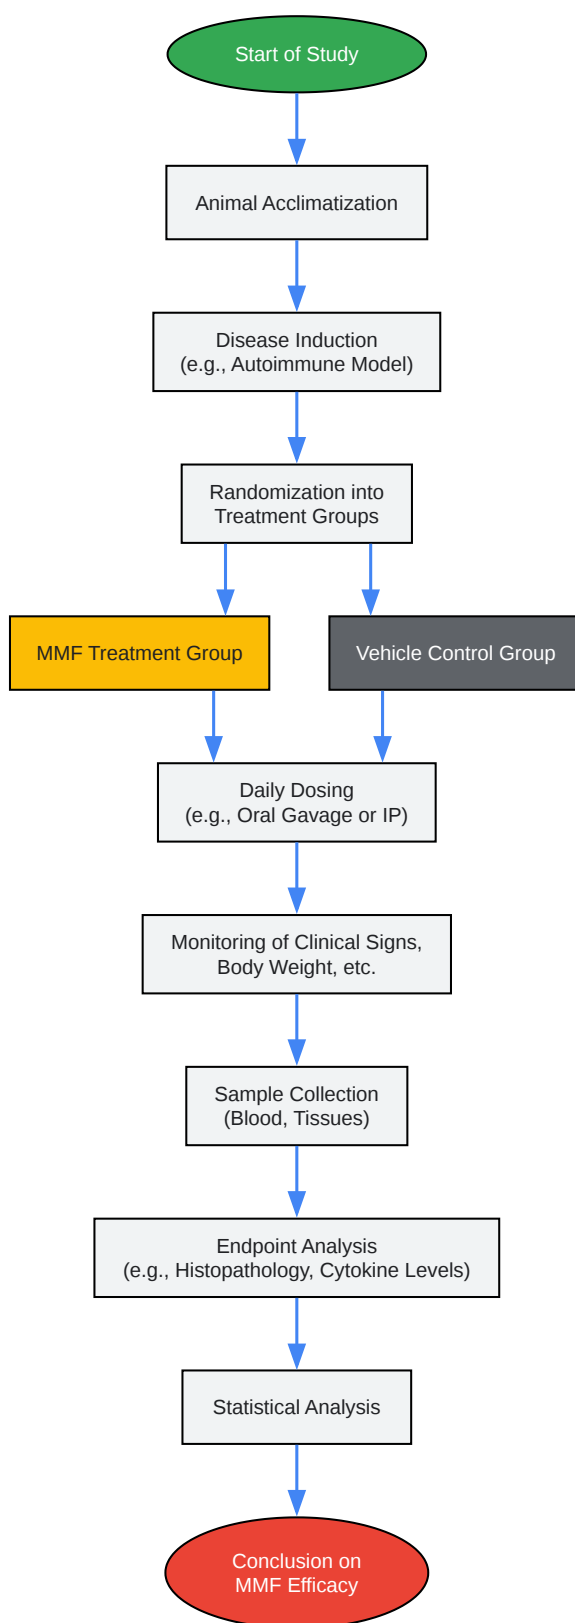 Start of Study
Animal Acclimatization
Disease Induction
(e.g., Autoimmune Model)
Randomization into
Treatment Groups
MMF Treatment Group
Vehicle Control Group
Daily Dosing
(e.g., Oral Gavage or IP)
Monitoring of Clinical Signs,
Body Weight, etc.
Sample Collection
(Blood, Tissues)
Endpoint Analysis
(e.g., Histopathology, Cytokine Levels)
Statistical Analysis
Conclusion on
MMF Efficacy